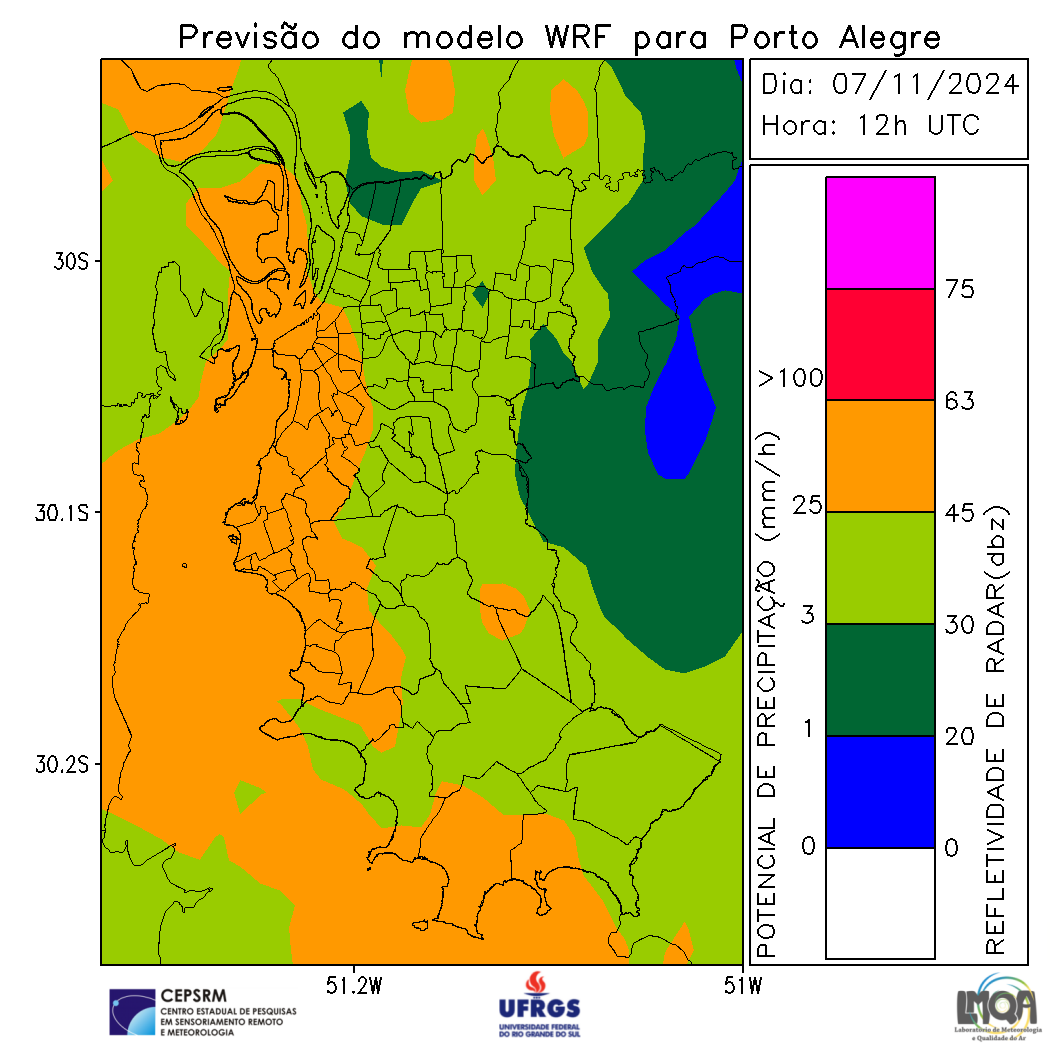 Previsão do modelo WRF para Porto Alegre
Dia: 07/11/2024
Hora: 12h UTC
30S
30.1S
30.2S
51.2W
51W
POTENCIAL DE PRECIPITAÇÃO (mm/h)
>100
25
3
1
0
75
63
45
30
20
0
REFLETIVIDADE DE RADAR(dbz)
CEPSRM
CENTRO ESTADUAL DE PESQUISAS
EM SENSORIAMENTO REMOTO
E METEOROLOGIA
UFRGS
UNIVERSIDADE FEDERAL
DO RIO GRANDE DO SUL
LMQA
Laboratório de Meteorologia
e Qualidade do Ar